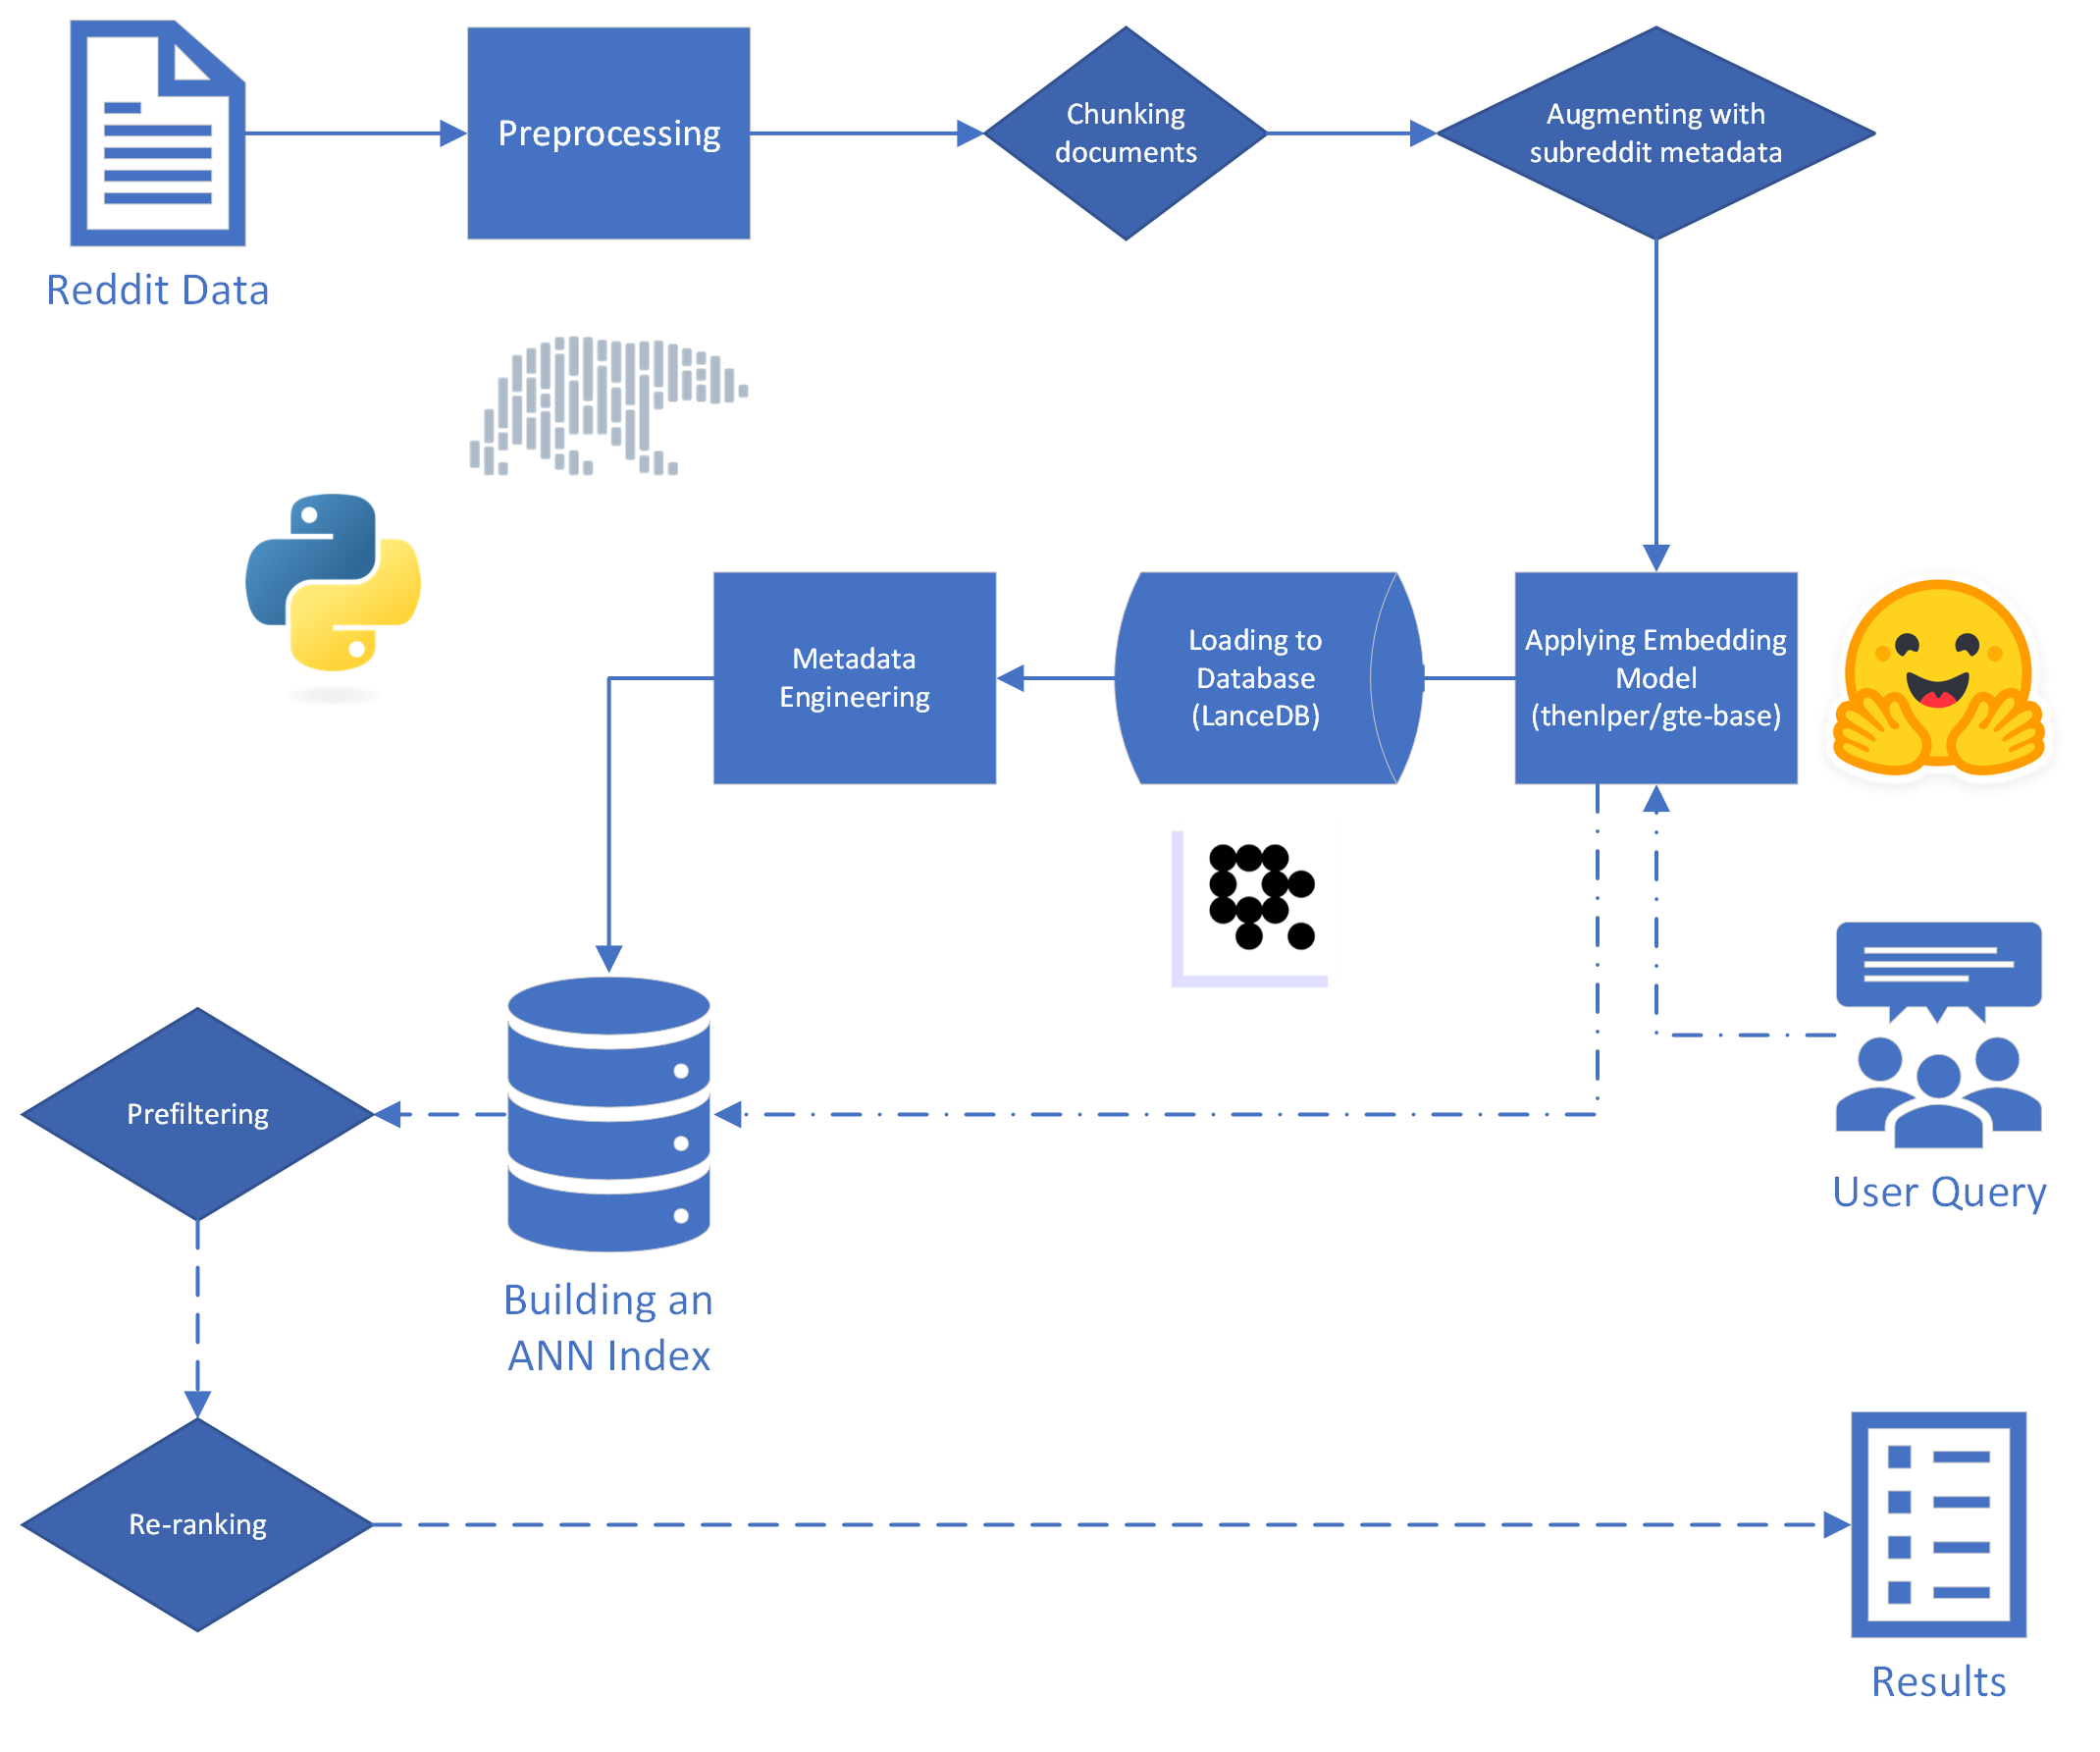 Reddit Data
Preprocessing
Chunking
documents
Augmenting with
subreddit metadata
Metadata
Engineering
Loading to
Database
(LanceDB)
Applying Embedding
Model
(thenlper/gte-base)
Prefiltering
Building an
ANN Index
User Query
Re-ranking
Results